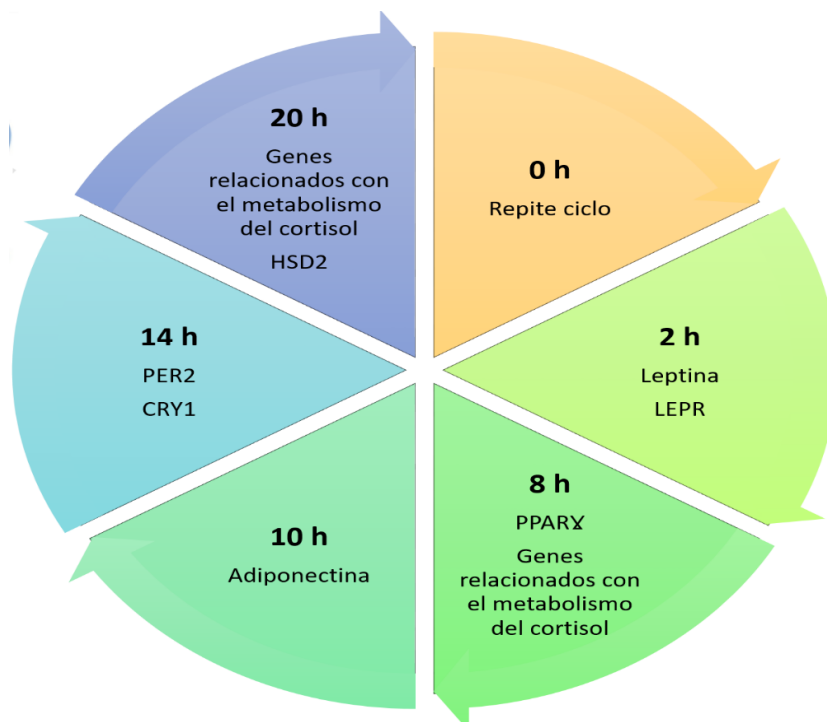 0 h
Repite ciclo
2 h
Leptina
LEPR
8 h
PPARɣ
Genes
relacionados con
el metabolismo
del cortisol
10 h
Adiponectina
14 h
PER2
CRY1
20 h
Genes
relacionados con
el metabolismo
del cortisol
HSD2